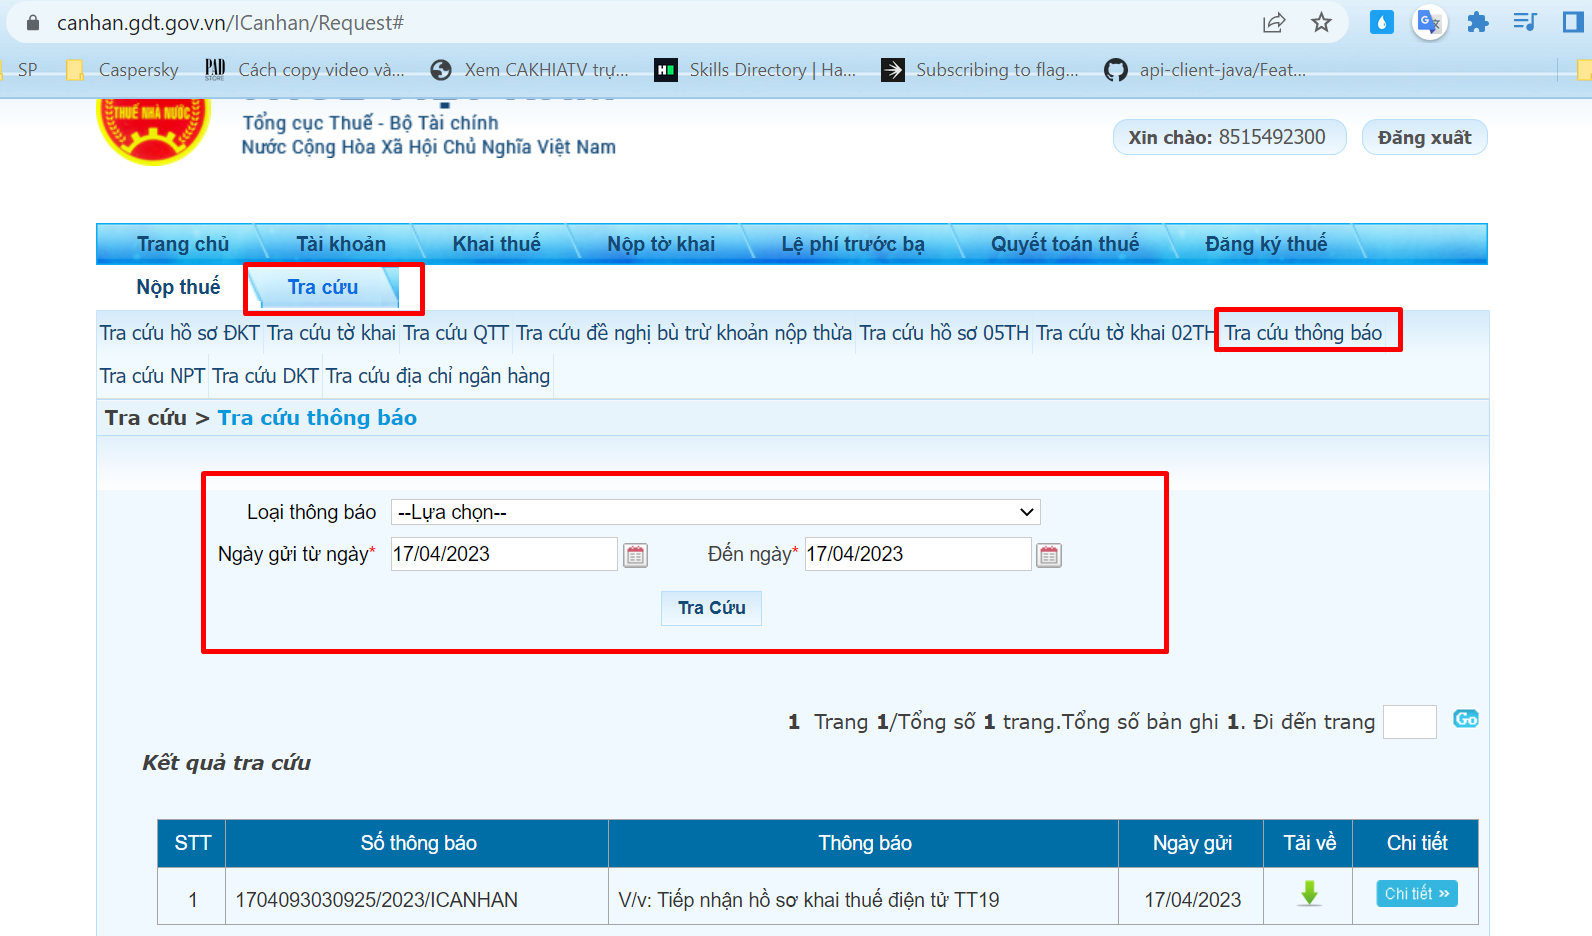 canhan.gdt.gov.vn/ICanhan/Request#
SP Caspersky PAD STORE Cách copy video và... Xem CAKHIATV trự... Skills Directory | Ha... Subscribing to flag... api-client-java/Feat...
THUẾ NHÀ NƯỚC
Tổng cục Thuế - Bộ Tài chính
Nước Cộng Hòa Xã Hội Chủ Nghĩa Việt Nam
Xin chào: 8515492300 Đăng xuất
Trang chủ Tài khoản Khai thuế Nộp tờ khai Lệ phí trước bạ Quyết toán thuế Đăng ký thuế
Nộp thuế Tra cứu
Tra cứu hồ sơ ĐKT Tra cứu tờ khai Tra cứu QTT Tra cứu đề nghị bù trừ khoản nộp thừa Tra cứu hồ sơ 05TH Tra cứu tờ khai 02TH Tra cứu thông báo
Tra cứu NPT Tra cứu DKT Tra cứu địa chỉ ngân hàng
Tra cứu > Tra cứu thông báo
Loại thông báo --Lựa chọn--
Ngày gửi từ ngày* 17/04/2023 Đến ngày* 17/04/2023
Tra Cứu
1 Trang 1/Tổng số 1 trang.Tổng số bản ghi 1. Đi đến trang Go
Kết quả tra cứu
STT Số thông báo Thông báo Ngày gửi Tải về Chi tiết
1 1704093030925/2023/ICANHAN V/v: Tiếp nhận hồ sơ khai thuế điện tử TT19 17/04/2023 Chi tiết »